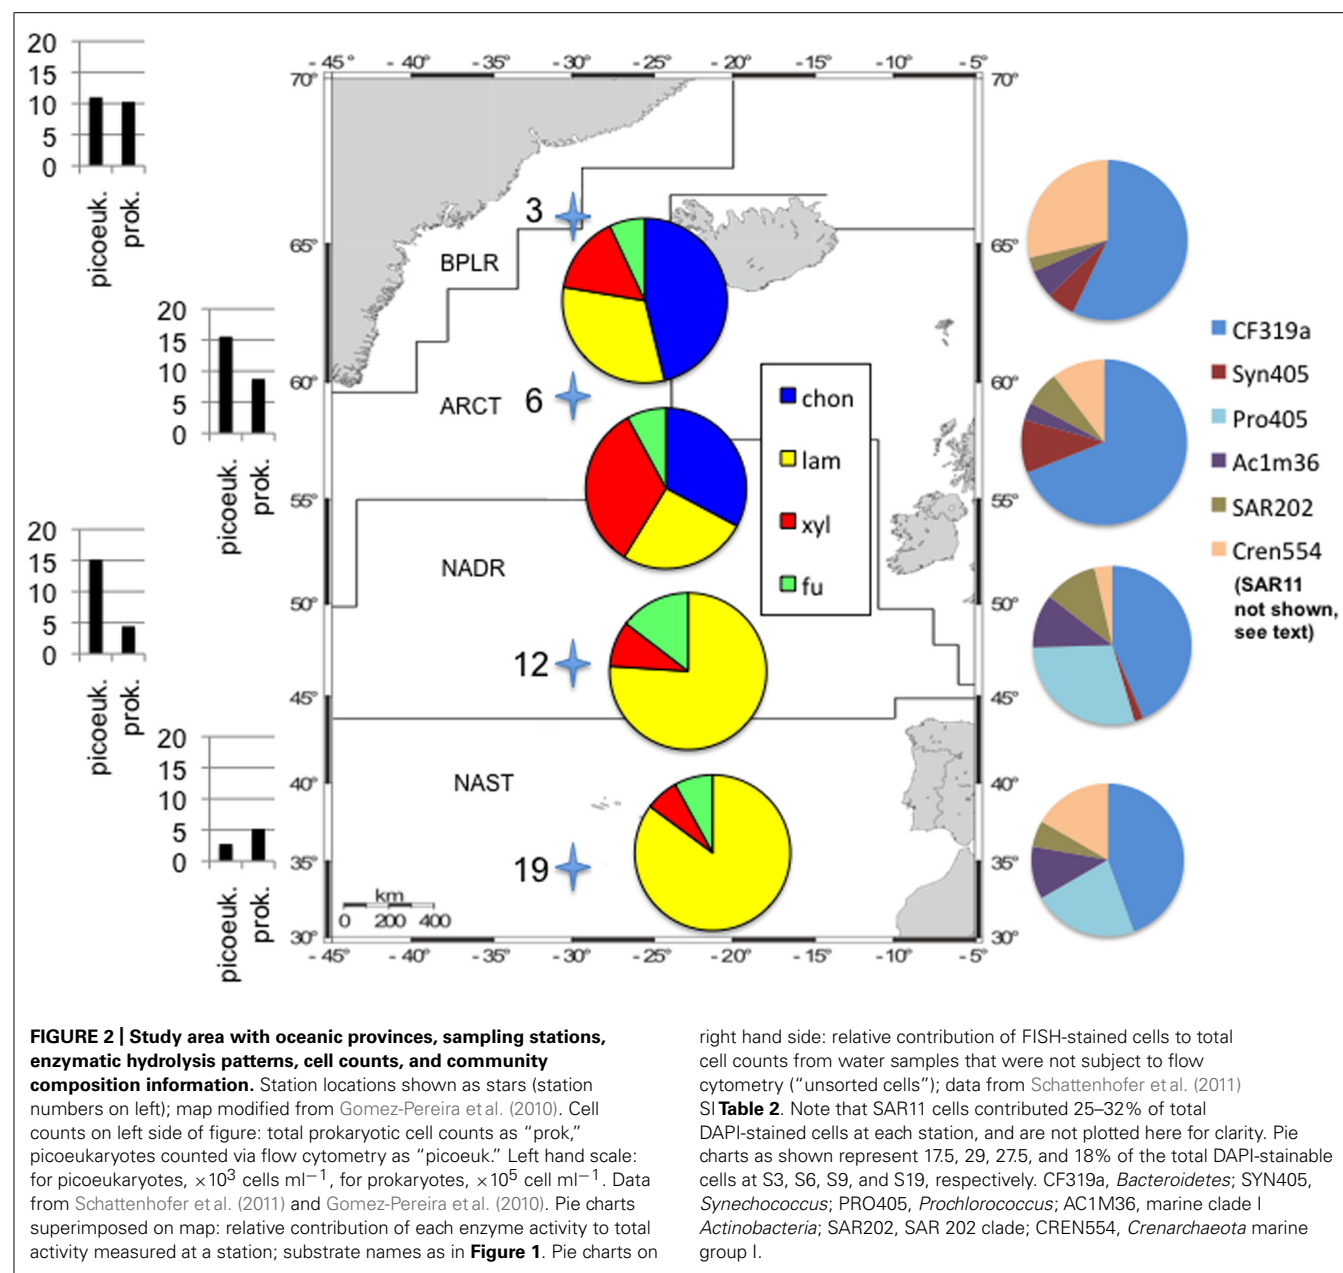 20
15
10
5
0
picoeuk.
prok.
20
15
10
5
0
picoeuk.
prok.
20
15
10
5
0
picoeuk.
prok.
20
15
10
5
0
picoeuk.
prok.
-45° -40° -35° -30° -25° -20° -15° -10° -5°
70° 70°
65° 65°
60° 60°
55° 55°
50° 50°
45° 45°
40° 40°
35° 35°
30° 30°
-45° -40° -35° -30° -25° -20° -15° -10° -5°
3
BPLR
ARCT
6
NADR
12
NAST
19
km
0 200 400
chon
lam
xyl
fu
CF319a
Syn405
Pro405
Ac1m36
SAR202
Cren554
(SAR11
not shown,
see text)
FIGURE 2 | Study area with oceanic provinces, sampling stations,
enzymatic hydrolysis patterns, cell counts, and community
composition information. Station locations shown as stars (station
numbers on left); map modified from Gomez-Pereira et al. (2010). Cell
counts on left side of figure: total prokaryotic cell counts as “prok,”
picoeukaryotes counted via flow cytometry as “picoeuk.” Left hand scale:
for picoeukaryotes, ×10³ cells ml⁻¹, for prokaryotes, ×10⁵ cell ml⁻¹. Data
from Schattenhofer et al. (2011) and Gomez-Pereira et al. (2010). Pie charts
superimposed on map: relative contribution of each enzyme activity to total
activity measured at a station; substrate names as in Figure 1. Pie charts on
right hand side: relative contribution of FISH-stained cells to total
cell counts from water samples that were not subject to flow
cytometry (“unsorted cells”); data from Schattenhofer et al. (2011)
SI Table 2. Note that SAR11 cells contributed 25–32% of total
DAPI-stained cells at each station, and are not plotted here for clarity. Pie
charts as shown represent 17.5, 29, 27.5, and 18% of the total DAPI-stainable
cells at S3, S6, S9, and S19, respectively. CF319a, Bacteroidetes; SYN405,
Synechococcus; PRO405, Prochlorococcus; AC1M36, marine clade I
Actinobacteria; SAR202, SAR 202 clade; CREN554, Crenarchaeota marine
group I.